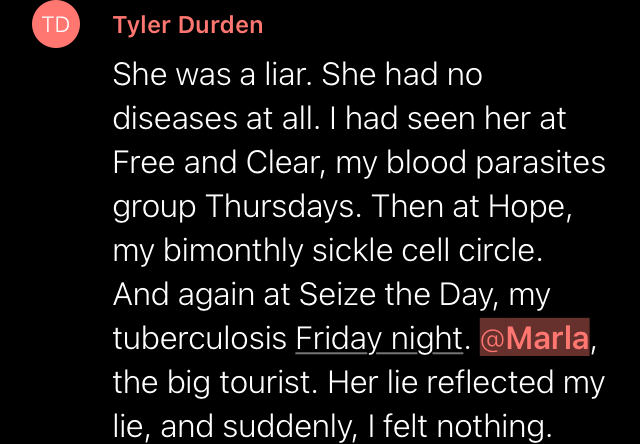 TD
Tyler Durden
She was a liar. She had no
diseases at all. I had seen her at
Free and Clear, my blood parasites
group Thursdays. Then at Hope,
my bimonthly sickle cell circle.
And again at Seize the Day, my
tuberculosis Friday night. @Marla,
the big tourist. Her lie reflected my
lie, and suddenly, I felt nothing.